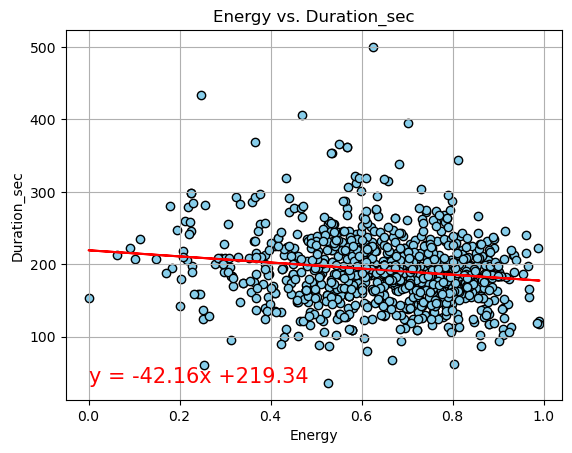 Energy vs. Duration_sec
Duration_sec
500
400
300
200
100
y = -42.16x +219.34
0.0 0.2 0.4 0.6 0.8 1.0
Energy